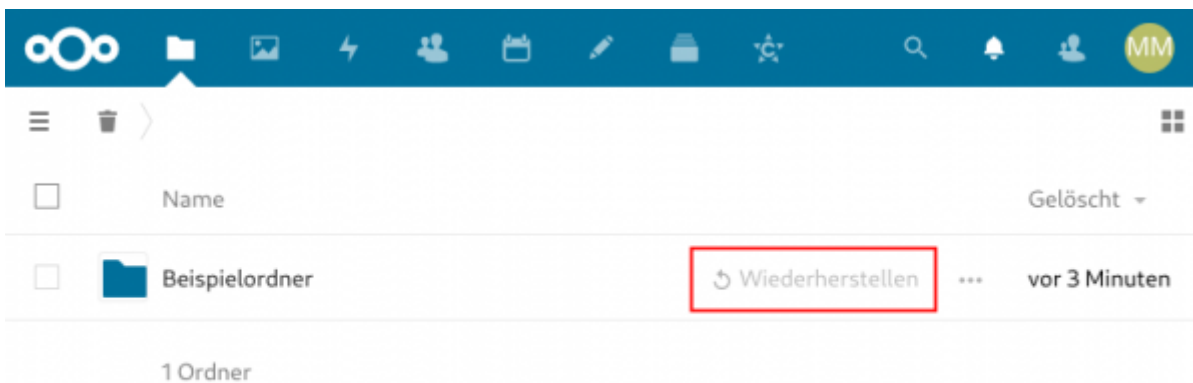 MM
Name Gelöscht
Beispielordner Wiederherstellen ... vor 3 Minuten
1 Ordner